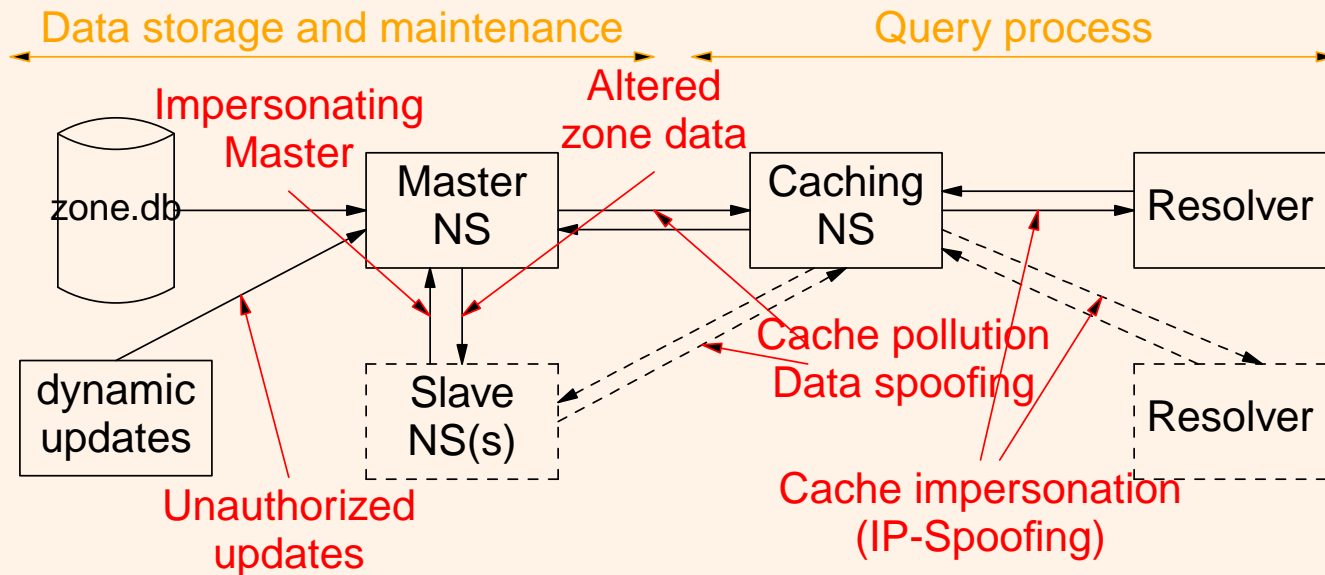 Data storage and maintenance
Query process
Impersonating
Master
Altered
zone data
zone.db
Master
NS
Caching
NS
Resolver
dynamic
updates
Slave
NS(s)
Cache pollution
Data spoofing
Resolver
Unauthorized
updates
Cache impersonation
(IP-Spoofing)